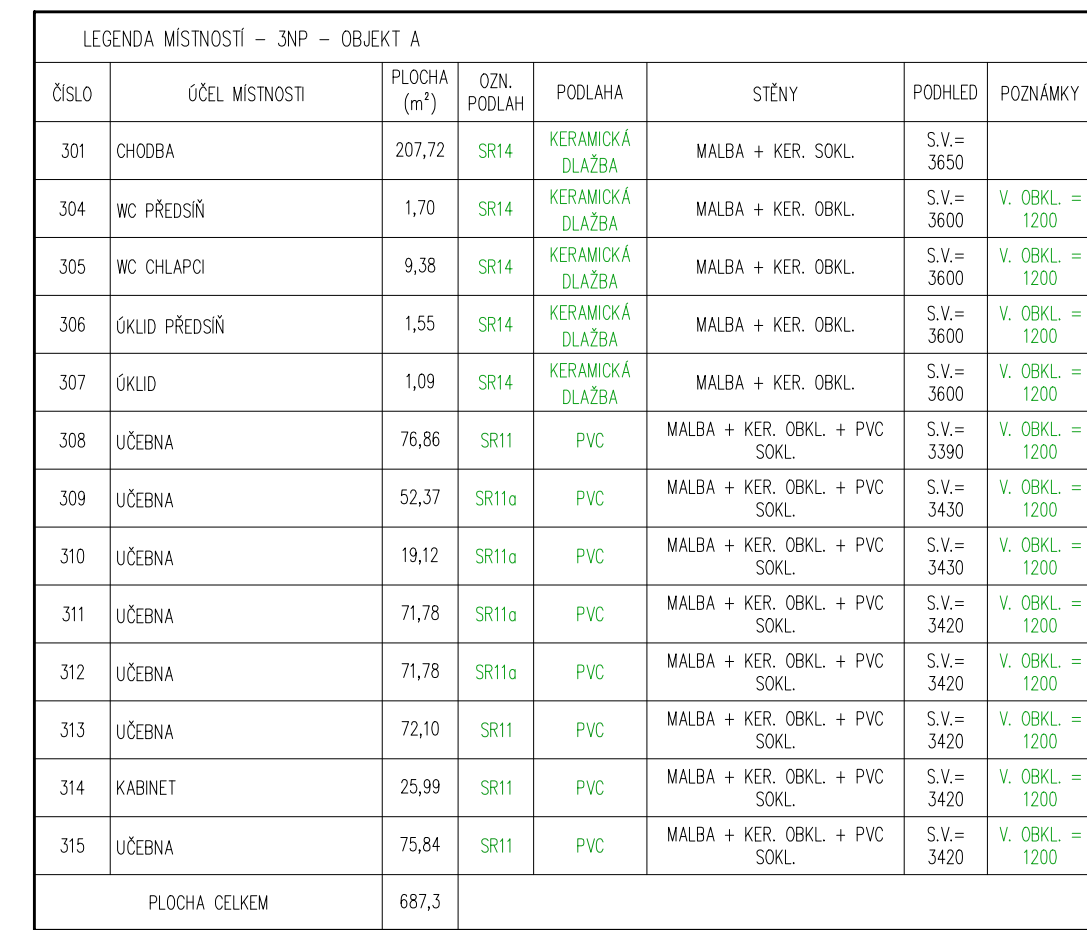 LEGENDA MÍSTNOSTÍ – 3NP – OBJEKT A
ČÍSLO ÚČEL MÍSTNOSTI PLOCHA (m²) OZN. PODLAH PODLAHA STĚNY PODHLED POZNÁMKY
301 CHODBA 207,72 SR14 KERAMICKÁ DLAŽBA MALBA + KER. SOKL. S.V.= 3650
304 WC PŘEDSÍŇ 1,70 SR14 KERAMICKÁ DLAŽBA MALBA + KER. OBKL. S.V.= 3600 V. OBKL. = 1200
305 WC CHLAPCI 9,38 SR14 KERAMICKÁ DLAŽBA MALBA + KER. OBKL. S.V.= 3600 V. OBKL. = 1200
306 ÚKLID PŘEDSÍŇ 1,55 SR14 KERAMICKÁ DLAŽBA MALBA + KER. OBKL. S.V.= 3600 V. OBKL. = 1200
307 ÚKLID 1,09 SR14 KERAMICKÁ DLAŽBA MALBA + KER. OBKL. S.V.= 3600 V. OBKL. = 1200
308 UČEBNA 76,86 SR11 PVC MALBA + KER. OBKL. + PVC SOKL. S.V.= 3390 V. OBKL. = 1200
309 UČEBNA 52,37 SR11a PVC MALBA + KER. OBKL. + PVC SOKL. S.V.= 3430 V. OBKL. = 1200
310 UČEBNA 19,12 SR11a PVC MALBA + KER. OBKL. + PVC SOKL. S.V.= 3430 V. OBKL. = 1200
311 UČEBNA 71,78 SR11a PVC MALBA + KER. OBKL. + PVC SOKL. S.V.= 3420 V. OBKL. = 1200
312 UČEBNA 71,78 SR11a PVC MALBA + KER. OBKL. + PVC SOKL. S.V.= 3420 V. OBKL. = 1200
313 UČEBNA 72,10 SR11 PVC MALBA + KER. OBKL. + PVC SOKL. S.V.= 3420 V. OBKL. = 1200
314 KABINET 25,99 SR11 PVC MALBA + KER. OBKL. + PVC SOKL. S.V.= 3420 V. OBKL. = 1200
315 UČEBNA 75,84 SR11 PVC MALBA + KER. OBKL. + PVC SOKL. S.V.= 3420 V. OBKL. = 1200
PLOCHA CELKEM 687,3